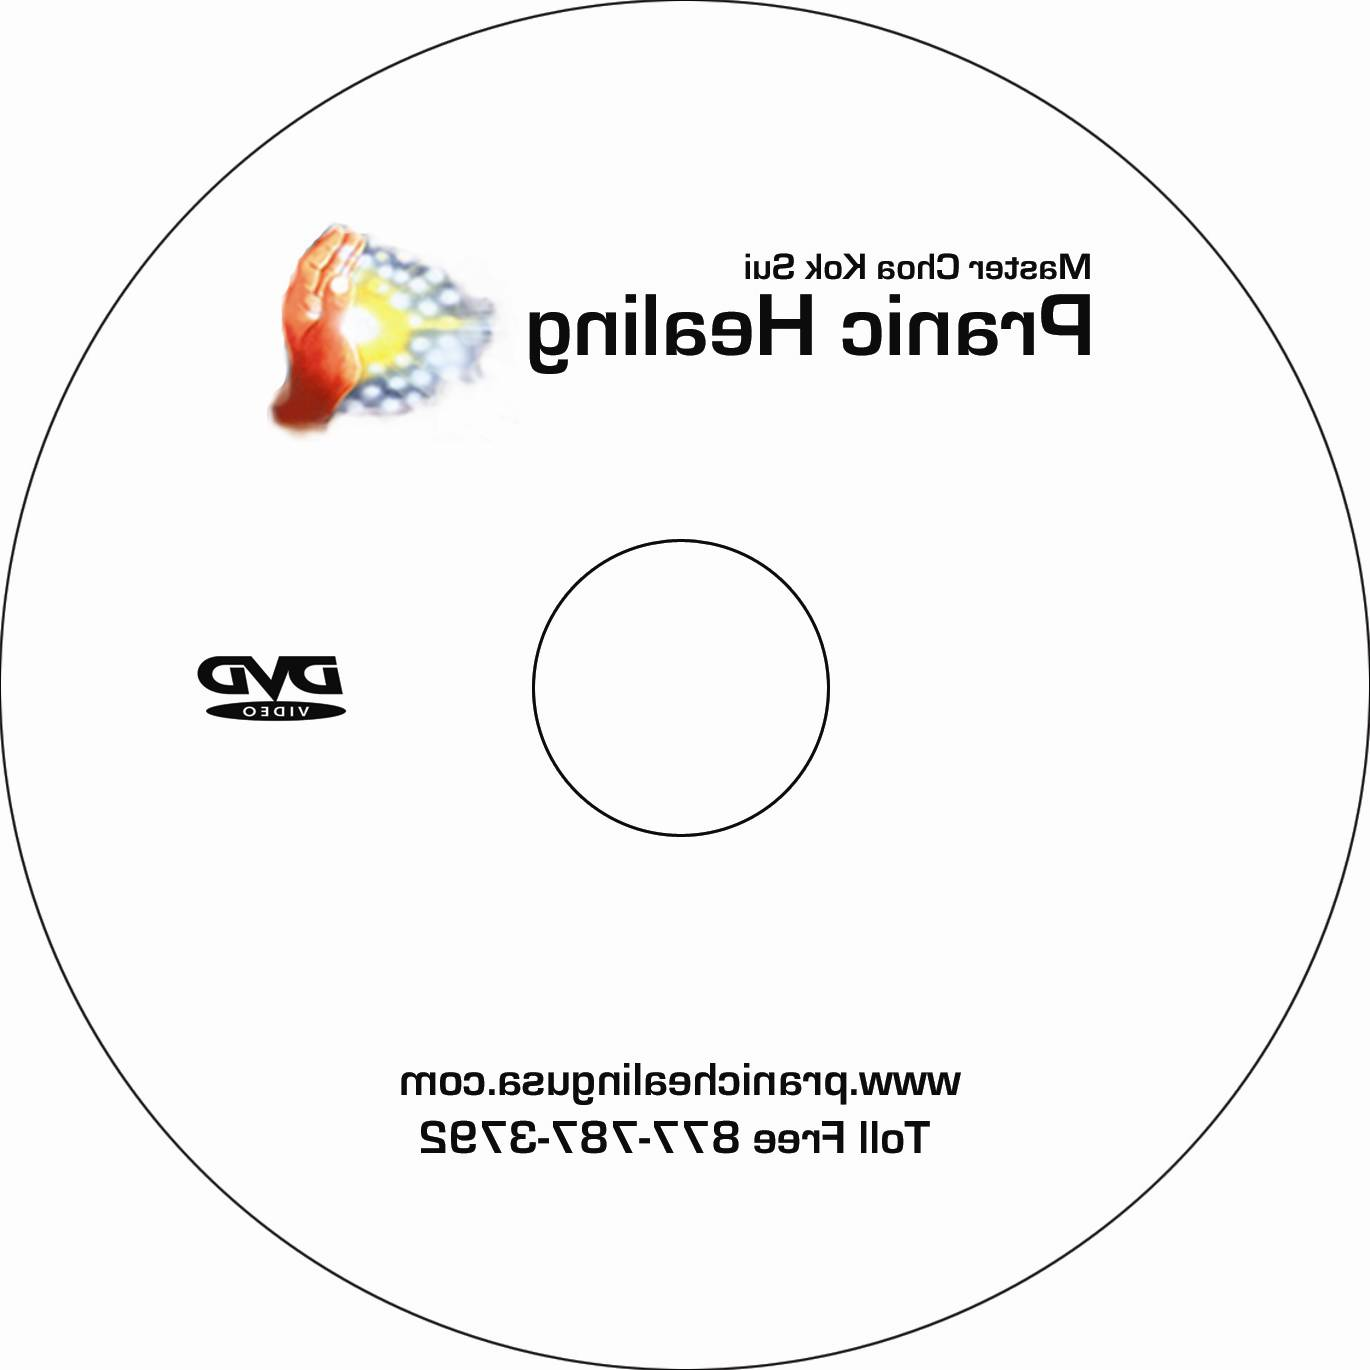 Master Choa Kok Sui
Pranic Healing
DVD
VIDEO
www.pranichealingusa.com
Toll Free 877-787-3792